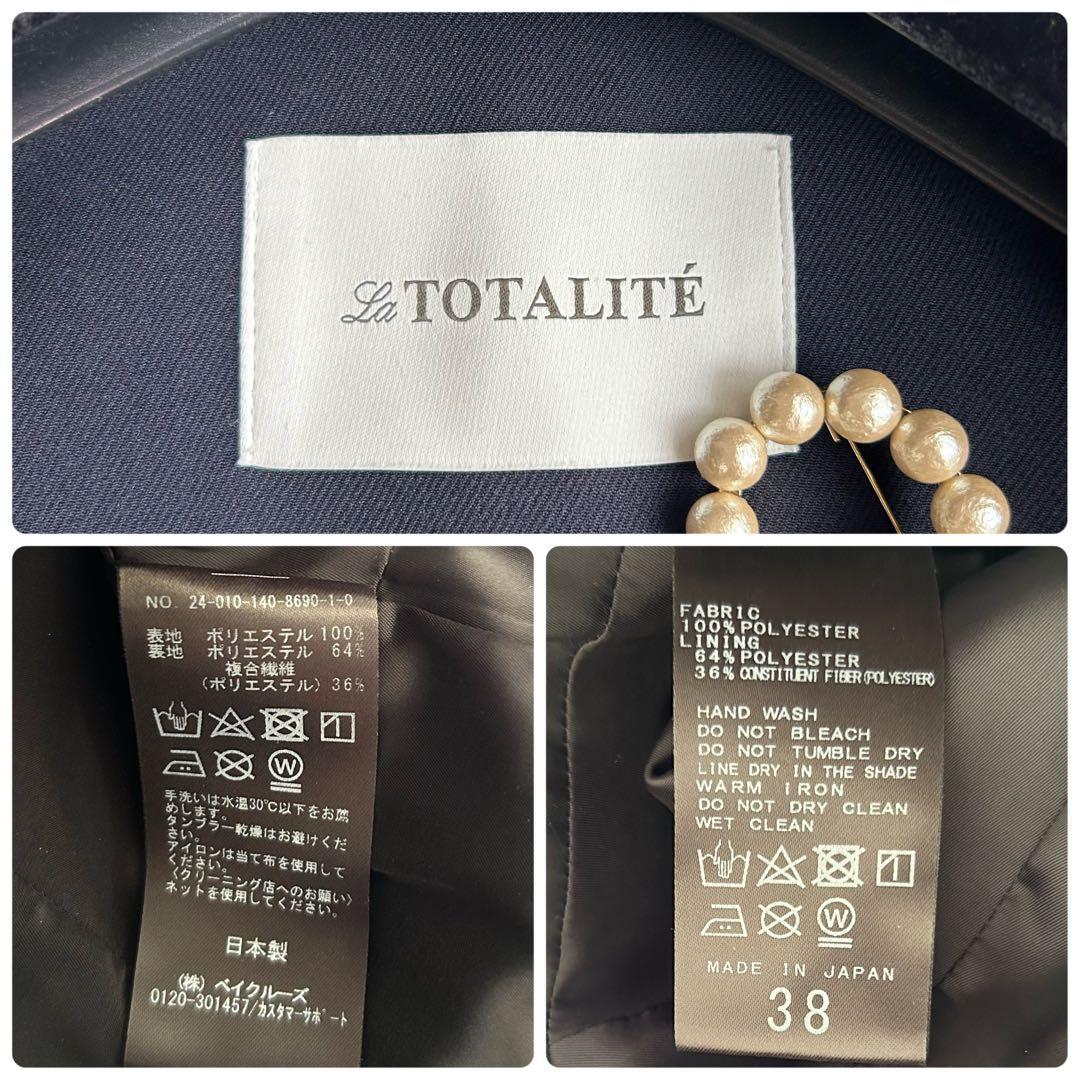 La TOTALITÉ
NO. 24-010-140-8690-1-0
表地 ポリエステル 100%
裏地 ポリエステル 64%
複合繊維
(ポリエステル) 36%
W
手洗いは水温30℃以下をお薦
めします。
タンブラー乾燥はお避けくだ
さい。
アイロンは当て布を使用して
ください。
〈クリーニング店へのお願い〉
ネットを使用してください。
日本製
(株) ベイクルーズ
0120-301457/カスタマーサポート
FABRIC
100% POLYESTER
LINING
64% POLYESTER
36% CONSTITUENT FIBER (POLYESTER)
HAND WASH
DO NOT BLEACH
DO NOT TUMBLE DRY
LINE DRY IN THE SHADE
WARM IRON
DO NOT DRY CLEAN
WET CLEAN
W
MADE IN JAPAN
38